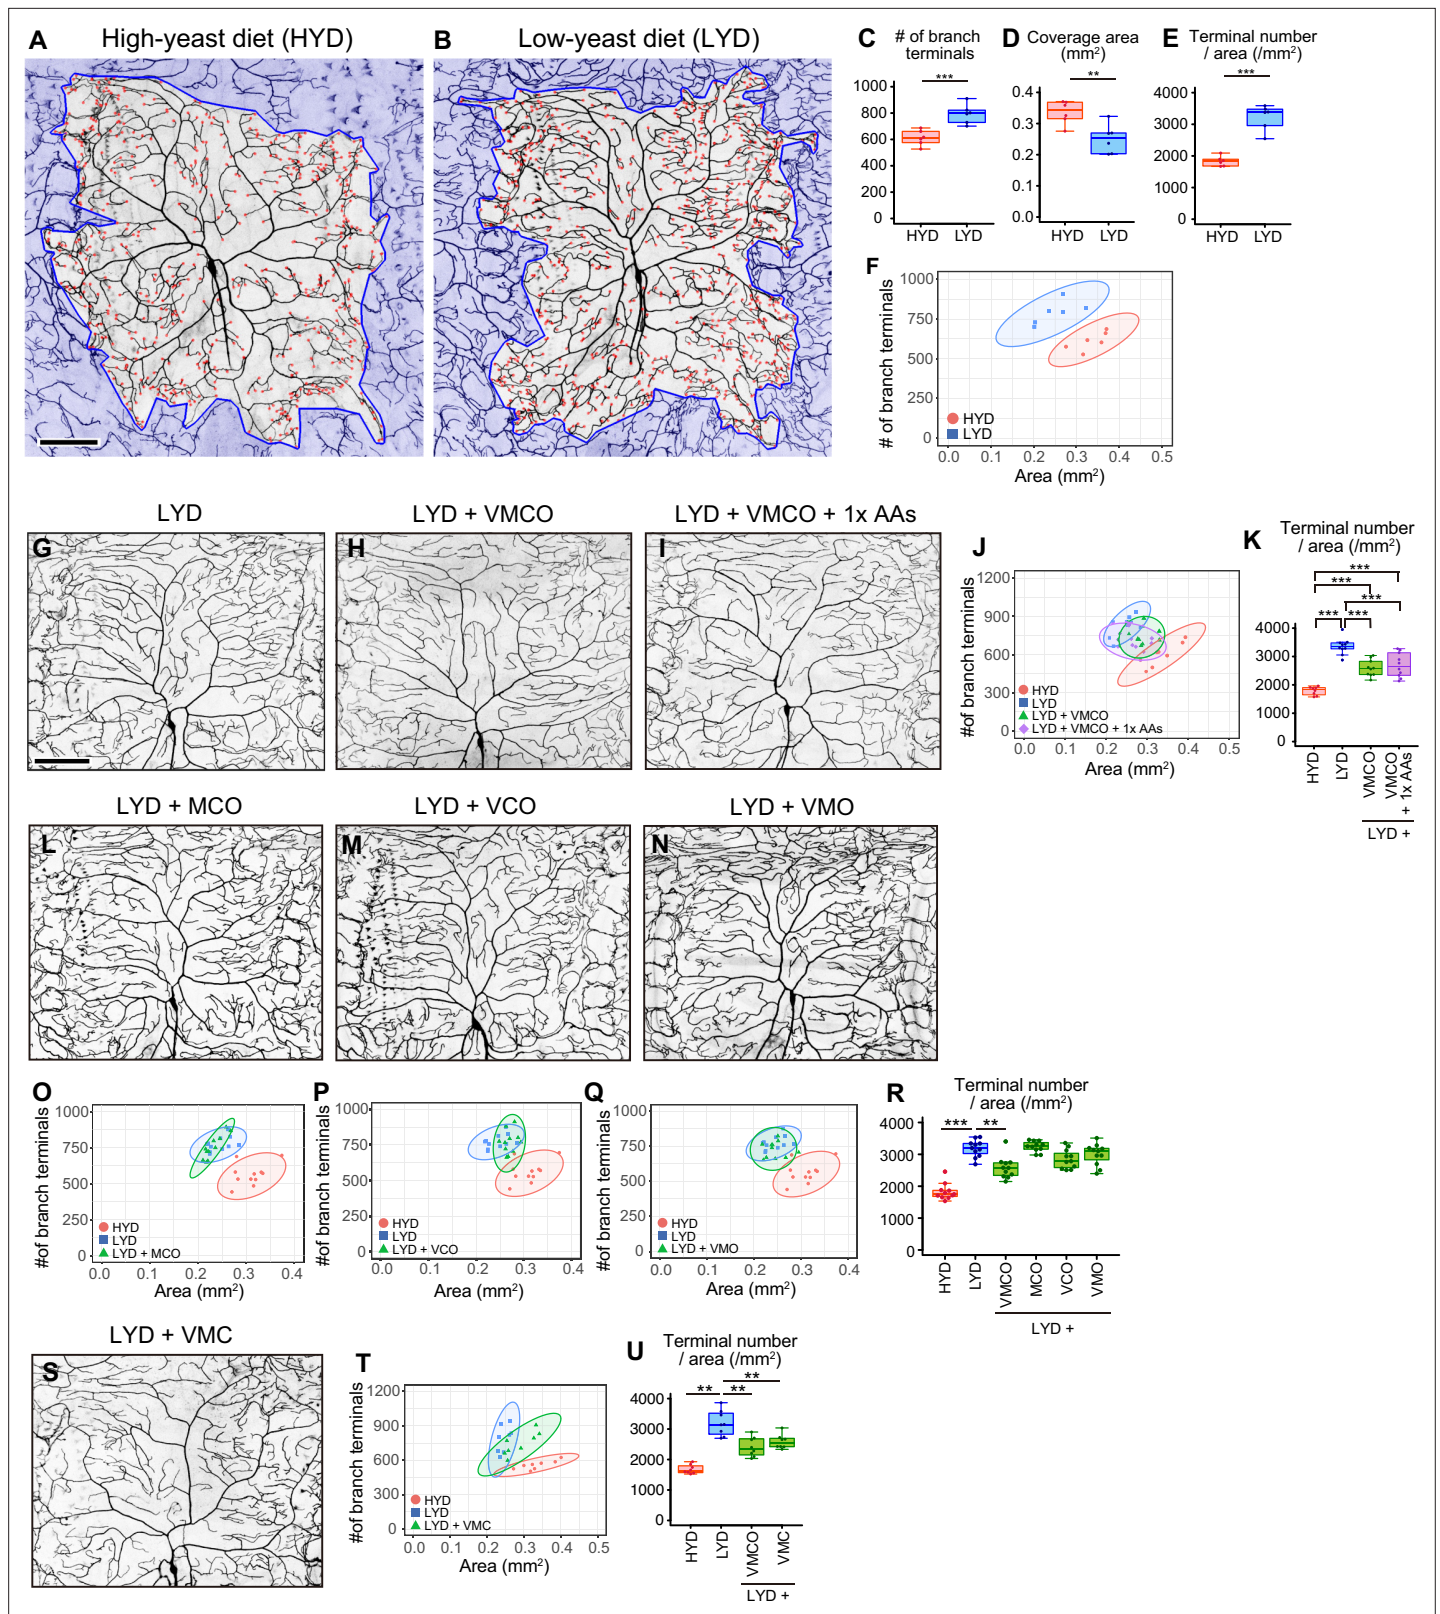 A High-yeast diet (HYD)
B Low-yeast diet (LYD)
C # of branch terminals
***
1000
800
600
400
200
0
HYD LYD
D Coverage area (mm²)
**
0.4
0.3
0.2
0.1
0.0
HYD LYD
E Terminal number / area (/mm²)
***
4000
3000
2000
1000
0
HYD LYD
F
# of branch terminals
1000
750
500
250
0
HYD
LYD
0.0 0.1 0.2 0.3 0.4 0.5
Area (mm²)
G LYD
H LYD + VMCO
I LYD + VMCO + 1x AAs
J
#of branch terminals
1200
900
600
300
0
HYD
LYD
LYD + VMCO
LYD + VMCO + 1x AAs
0.0 0.1 0.2 0.3 0.4 0.5
Area (mm²)
K Terminal number / area (/mm²)
***
***
***
*** ***
4000
3000
2000
1000
0
HYD
LYD
VMCO
VMCO + 1x AAs
LYD +
L LYD + MCO
M LYD + VCO
N LYD + VMO
O
#of branch terminals
1000
750
500
250
0
HYD
LYD
LYD + MCO
0.0 0.1 0.2 0.3 0.4
Area (mm²)
P
#of branch terminals
1000
750
500
250
0
HYD
LYD
LYD + VCO
0.0 0.1 0.2 0.3 0.4
Area (mm²)
Q
#of branch terminals
1000
750
500
250
0
HYD
LYD
LYD + VMO
0.0 0.1 0.2 0.3 0.4
Area (mm²)
R Terminal number / area (/mm²)
*** **
4000
3000
2000
1000
0
HYD
LYD
VMCO
MCO
VCO
VMO
LYD +
S LYD + VMC
T
#of branch terminals
1200
900
600
300
0
HYD
LYD
LYD + VMC
0.0 0.1 0.2 0.3 0.4 0.5
Area (mm²)
U Terminal number / area (/mm²)
**
** **
4000
3000
2000
1000
0
HYD
LYD
VMCO
VMC
LYD +